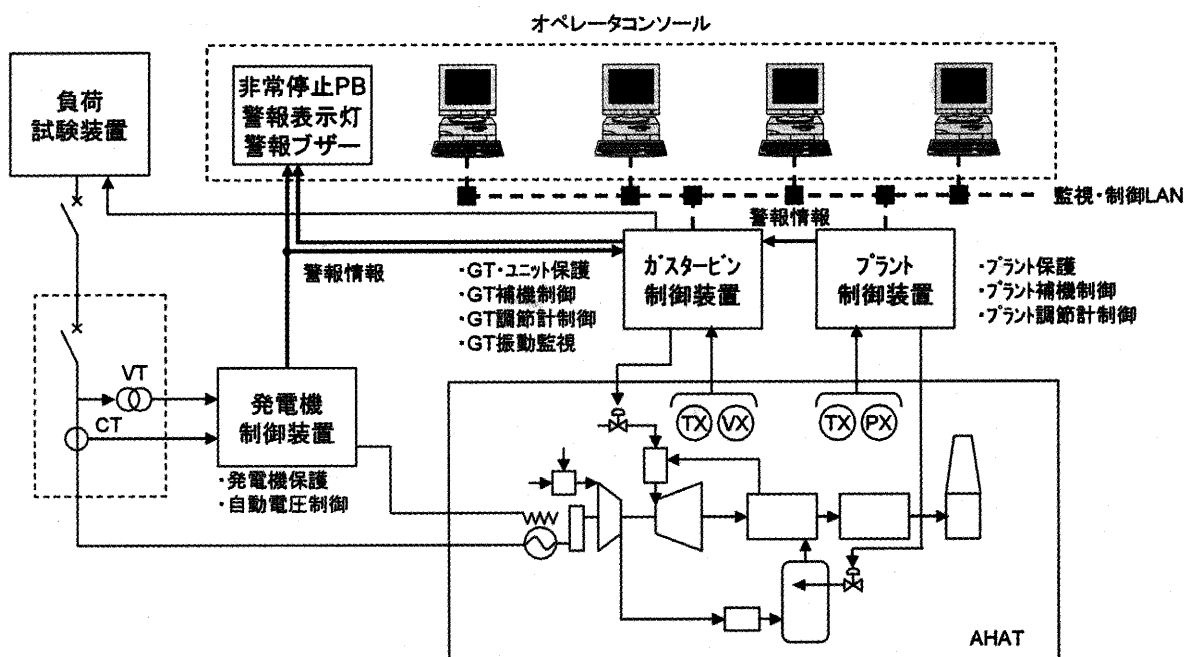 オペレータコンソール
負荷
試験装置
非常停止PB
警報表示灯
警報ブザー
監視・制御LAN
警報情報
警報情報
・GT・ユニット保護
・GT補機制御
・GT調節計制御
・GT振動監視
ガスタービン
制御装置
プラント
制御装置
・プラント保護
・プラント補機制御
・プラント調節計制御
VT
CT
発電機
制御装置
・発電機保護
・自動電圧制御
TX
VX
TX
PX
AHAT